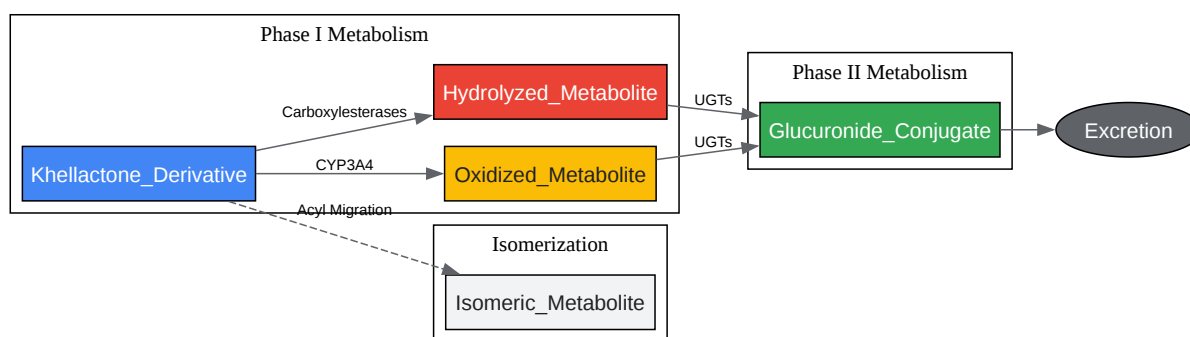 Phase I Metabolism
Hydrolyzed_Metabolite
Carboxylesterases
Khellactone_Derivative
CYP3A4
Oxidized_Metabolite
Acyl Migration
UGTs
UGTs
Phase II Metabolism
Glucuronide_Conjugate
Excretion
Isomerization
Isomeric_Metabolite